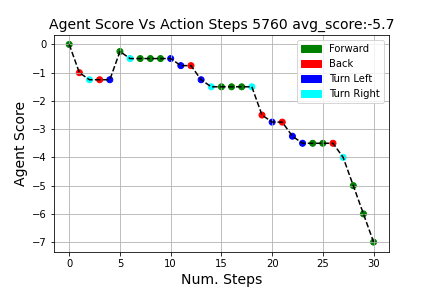 Agent Score Vs Action Steps 5760 avg_score:-5.7
Agent Score
0
−1
−2
−3
−4
−5
−6
−7
Forward
Back
Turn Left
Turn Right
0 5 10 15 20 25 30
Num. Steps